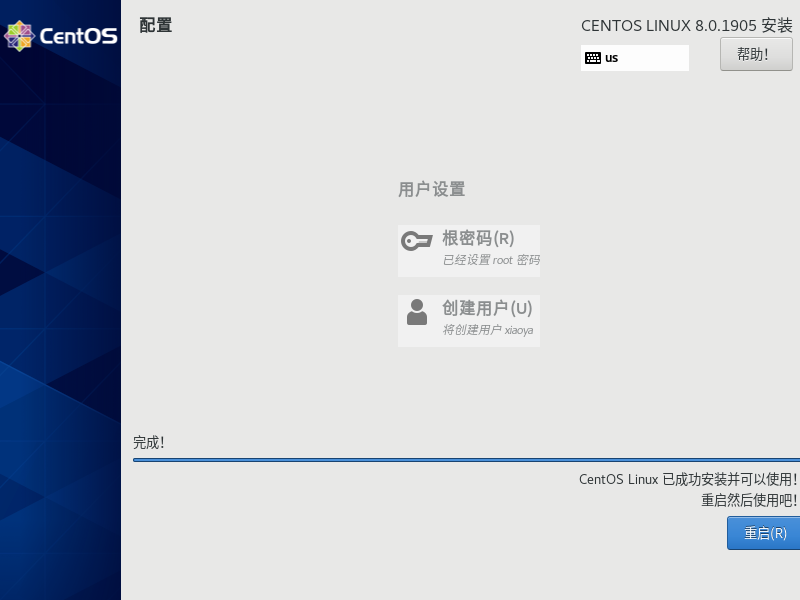 CentOS
配置
CENTOS LINUX 8.0.1905 安装
us
帮助!
用户设置
根密码(R)
已经设置 root 密码
创建用户(U)
将创建用户 xiaoya
完成!
CentOS Linux 已成功安装并可以使用!
重启然后使用吧!
重启(R)